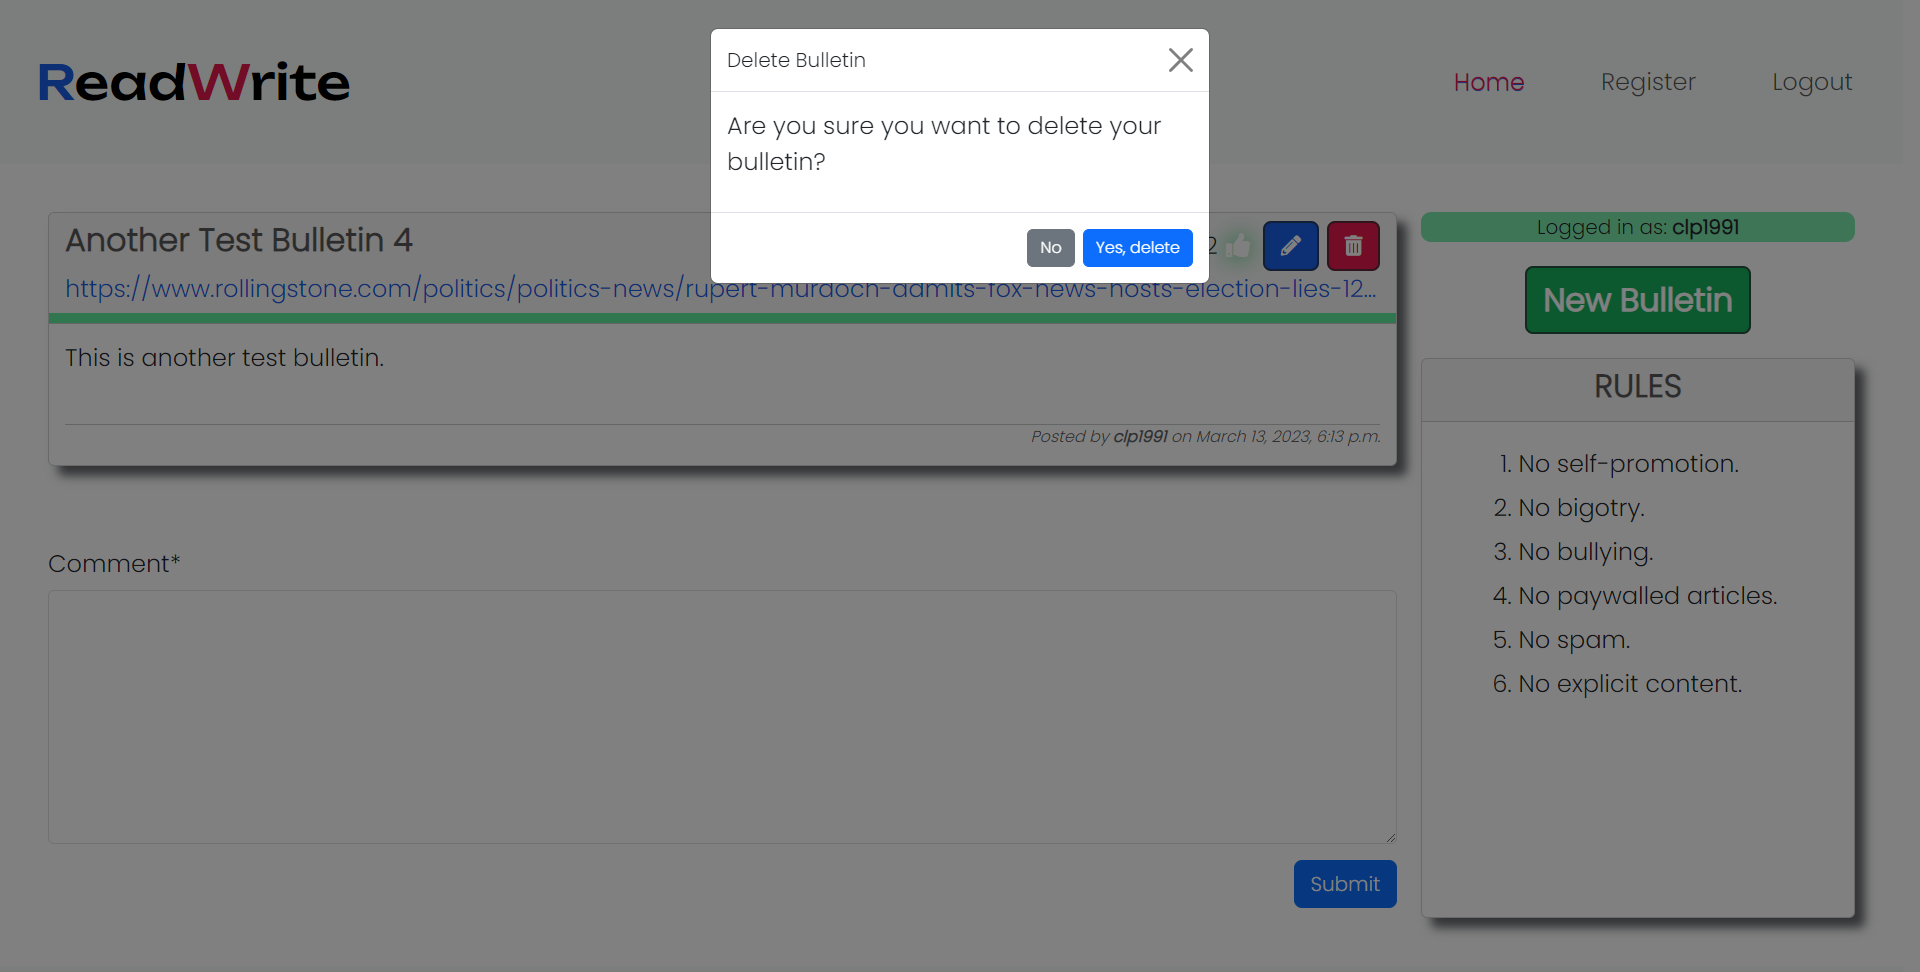 ReadWrite
Home
Register
Logout
Delete Bulletin
Are you sure you want to delete your
bulletin?
No
Yes, delete
Another Test Bulletin 4
2
https://www.rollingstone.com/politics/politics-news/rupert-murdoch-admits-fox-news-hosts-election-lies-12...
This is another test bulletin.
Posted by clp1991 on March 13, 2023, 6:13 p.m.
Comment*
Submit
Logged in as: clp1991
New Bulletin
RULES
1. No self-promotion.
2. No bigotry.
3. No bullying.
4. No paywalled articles.
5. No spam.
6. No explicit content.